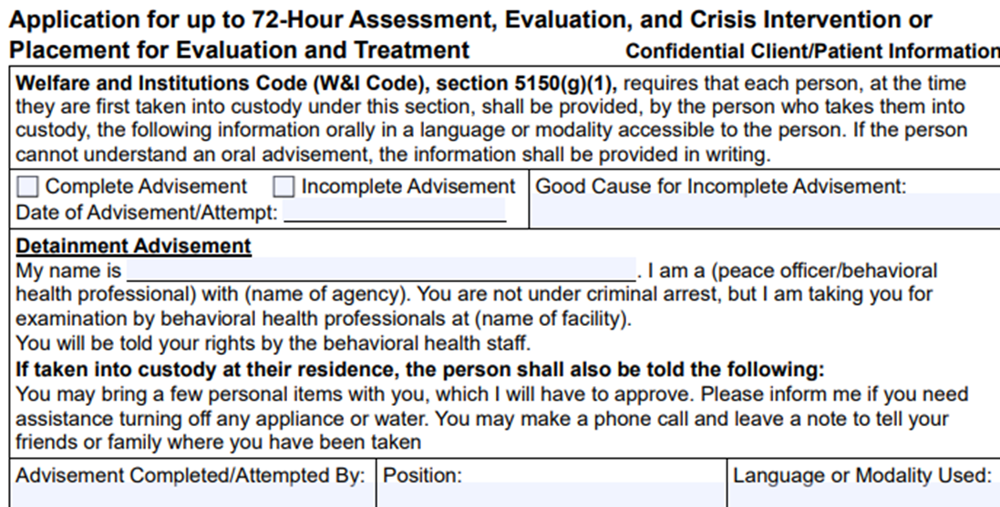 Application for up to 72-Hour Assessment, Evaluation, and Crisis Intervention or
Placement for Evaluation and Treatment Confidential Client/Patient Information
Welfare and Institutions Code (W&I Code), section 5150(g)(1), requires that each person, at the time
they are first taken into custody under this section, shall be provided, by the person who takes them into
custody, the following information orally in a language or modality accessible to the person. If the person
cannot understand an oral advisement, the information shall be provided in writing.
Complete Advisement Incomplete Advisement Good Cause for Incomplete Advisement:
Date of Advisement/Attempt:
Detainment Advisement
My name is . I am a (peace officer/behavioral
health professional) with (name of agency). You are not under criminal arrest, but I am taking you for
examination by behavioral health professionals at (name of facility).
You will be told your rights by the behavioral health staff.
If taken into custody at their residence, the person shall also be told the following:
You may bring a few personal items with you, which I will have to approve. Please inform me if you need
assistance turning off any appliance or water. You may make a phone call and leave a note to tell your
friends or family where you have been taken
Advisement Completed/Attempted By: Position: Language or Modality Used: